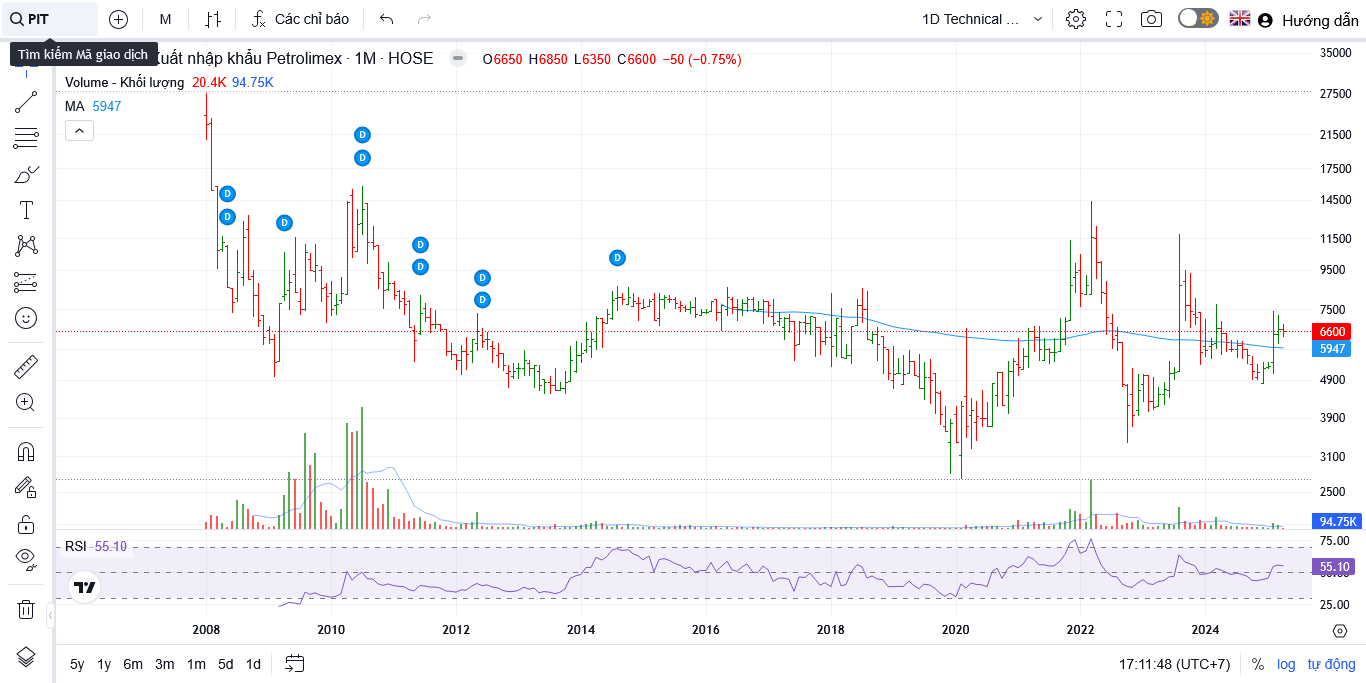 PIT
M
Các chỉ báo
1D Technical ...
Hướng dẫn
Tìm kiếm Mã giao dịch
Xuất nhập khẩu Petrolimex · 1M · HOSE
O6650 H6850 L6350 C6600 −50 (−0.75%)
Volume - Khối lượng 20.4K 94.75K
MA 5947
35000
27500
21500
17500
14500
11500
9500
7500
6600
5947
4900
3900
3100
2500
94.75K
D
D
D
D
D
D
D
D
D
D
RSI 55.10
75.00
55.10
25.00
2008 2010 2012 2014 2016 2018 2020 2022 2024
5y 1y 6m 3m 1m 5d 1d
17:11:48 (UTC+7) % log tự động